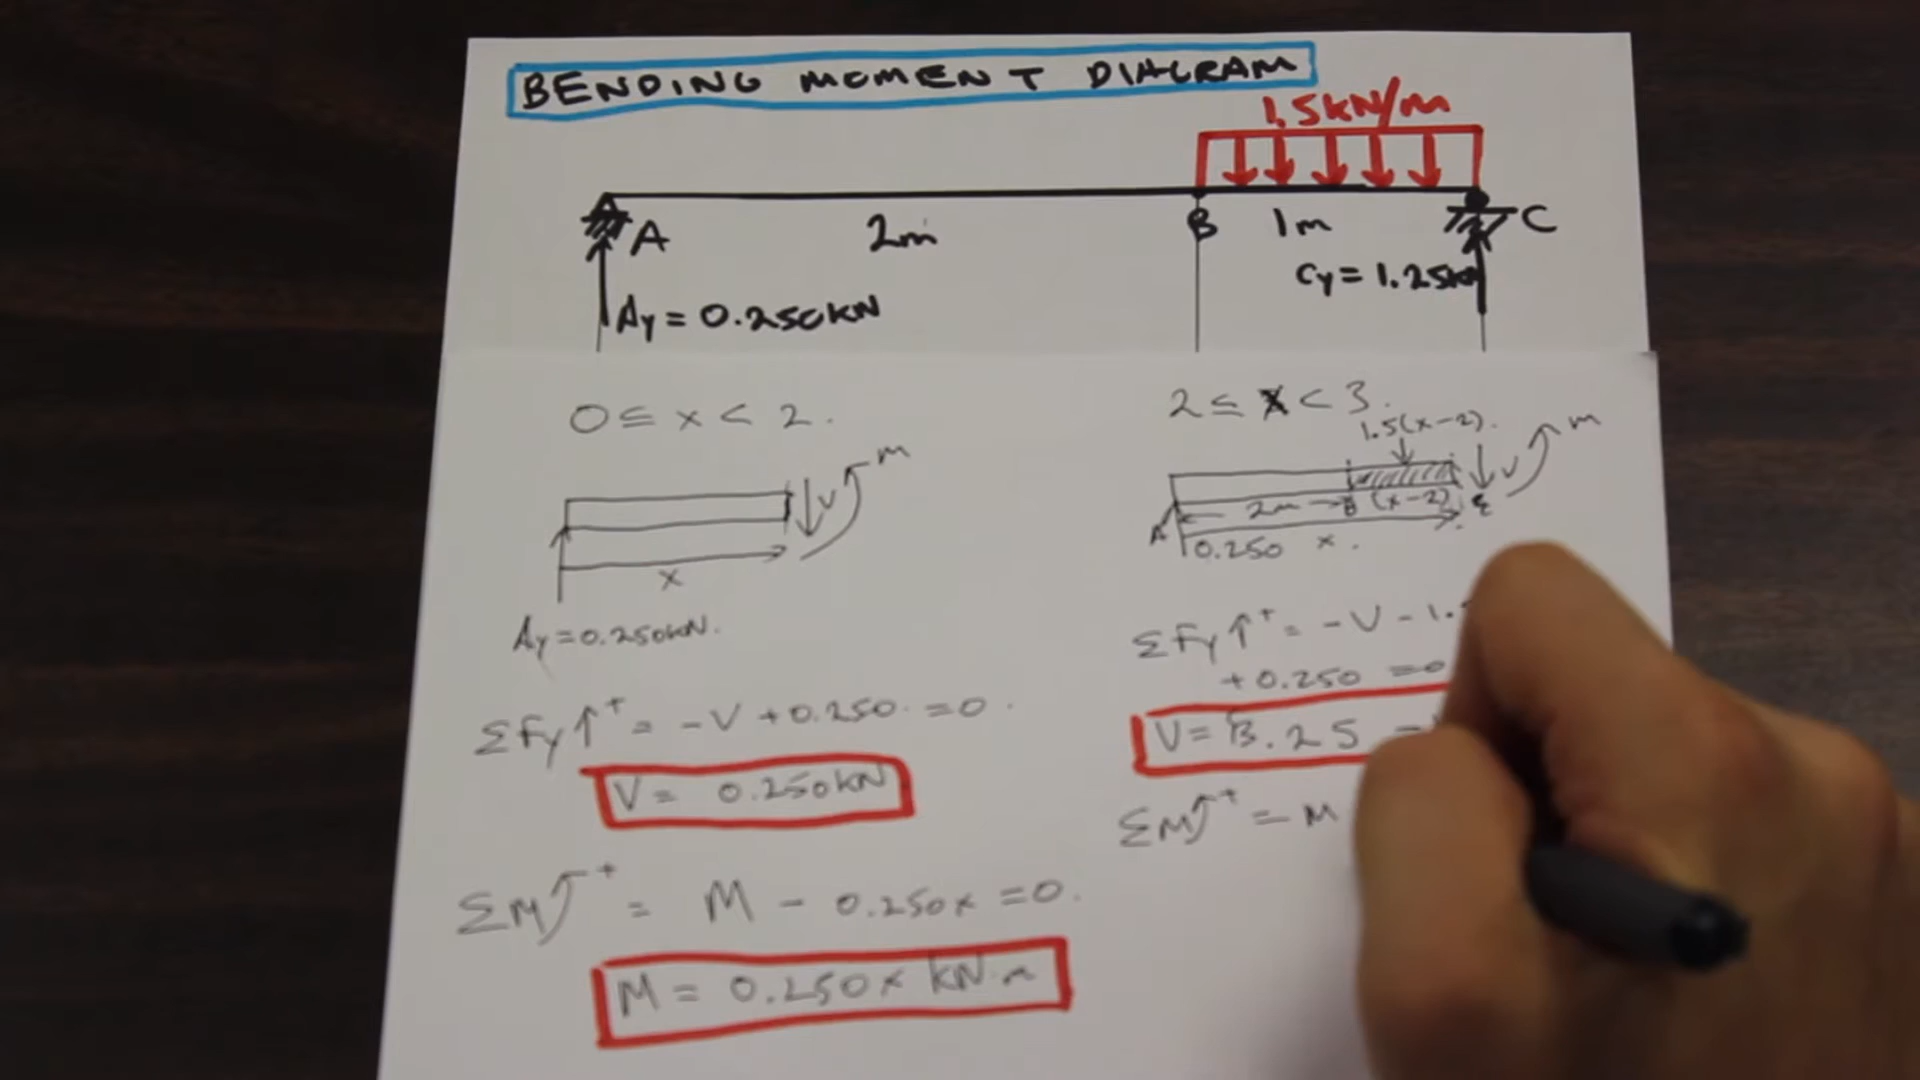 BENDING MOMENT DIAGRAM
1.5kN/m
A
2m
B
1m
C
Cy = 1.25kN
Ay = 0.250kN
0 ≤ x < 2.
M
V
x
Ay = 0.250kN.
ΣFy↑+ = -V + 0.250 = 0.
V = 0.250kN
ΣM+ = M - 0.250x = 0.
M = 0.250x kN·m
2 ≤ x < 3.
1.5(x-2).
M
V
2m
B
(x-2)
A
0.250
x.
ΣFy↑+ = -V - 1.
+ 0.250 = 0
V = 3.25 -
ΣM+ = M